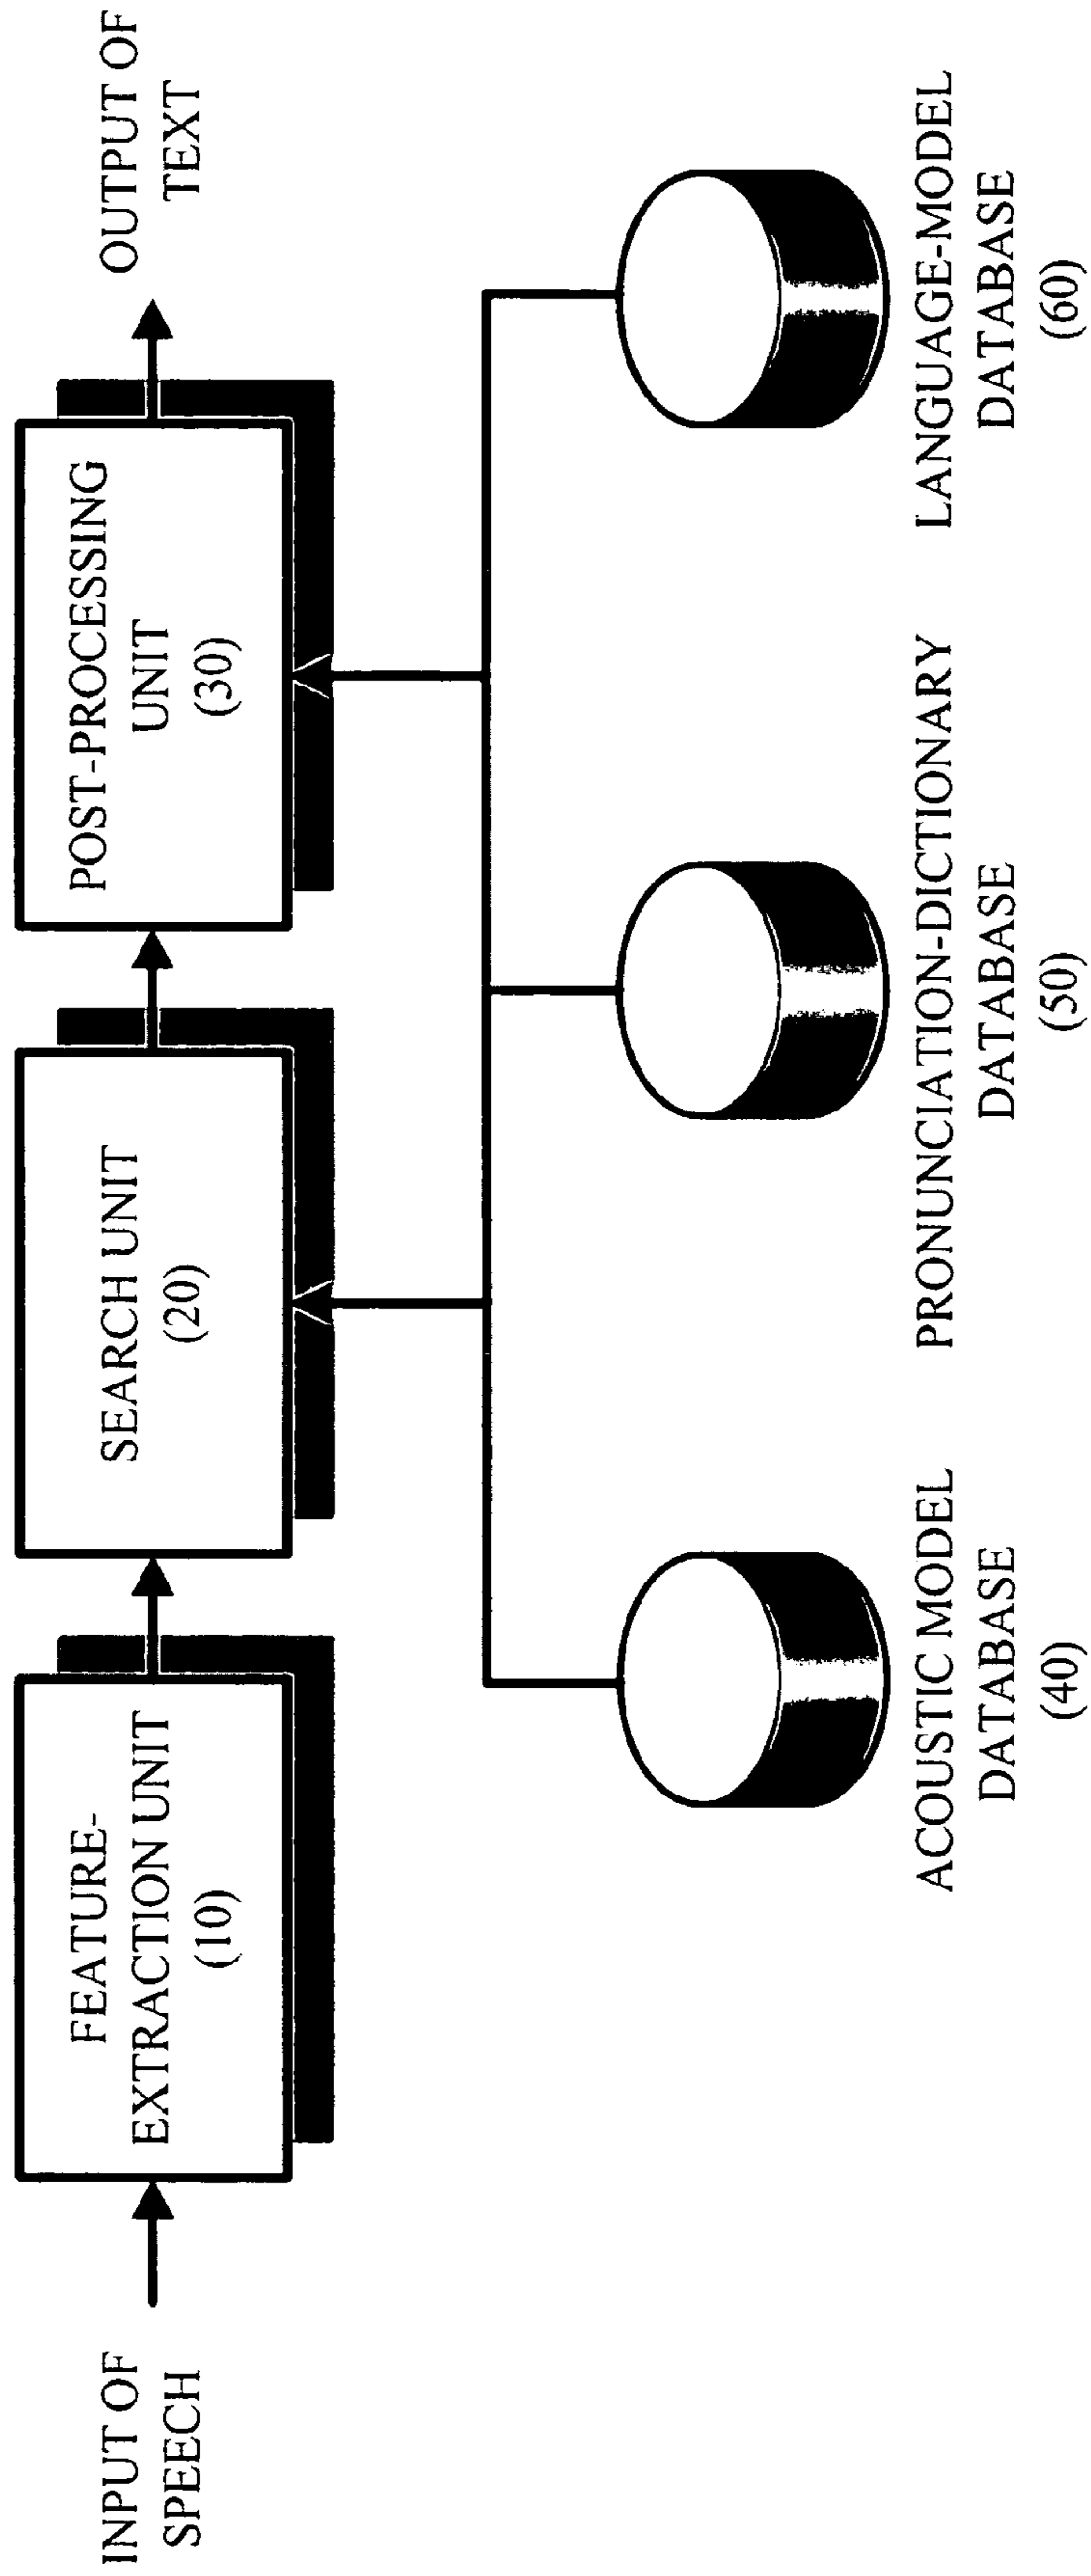 INPUT OF
SPEECH
FEATURE-
EXTRACTION UNIT
(10)
SEARCH UNIT
(20)
POST-PROCESSING
UNIT
(30)
OUTPUT OF
TEXT
ACOUSTIC MODEL
DATABASE
(40)
PRONUNCIATION-DICTIONARY
DATABASE
(50)
LANGUAGE-MODEL
DATABASE
(60)